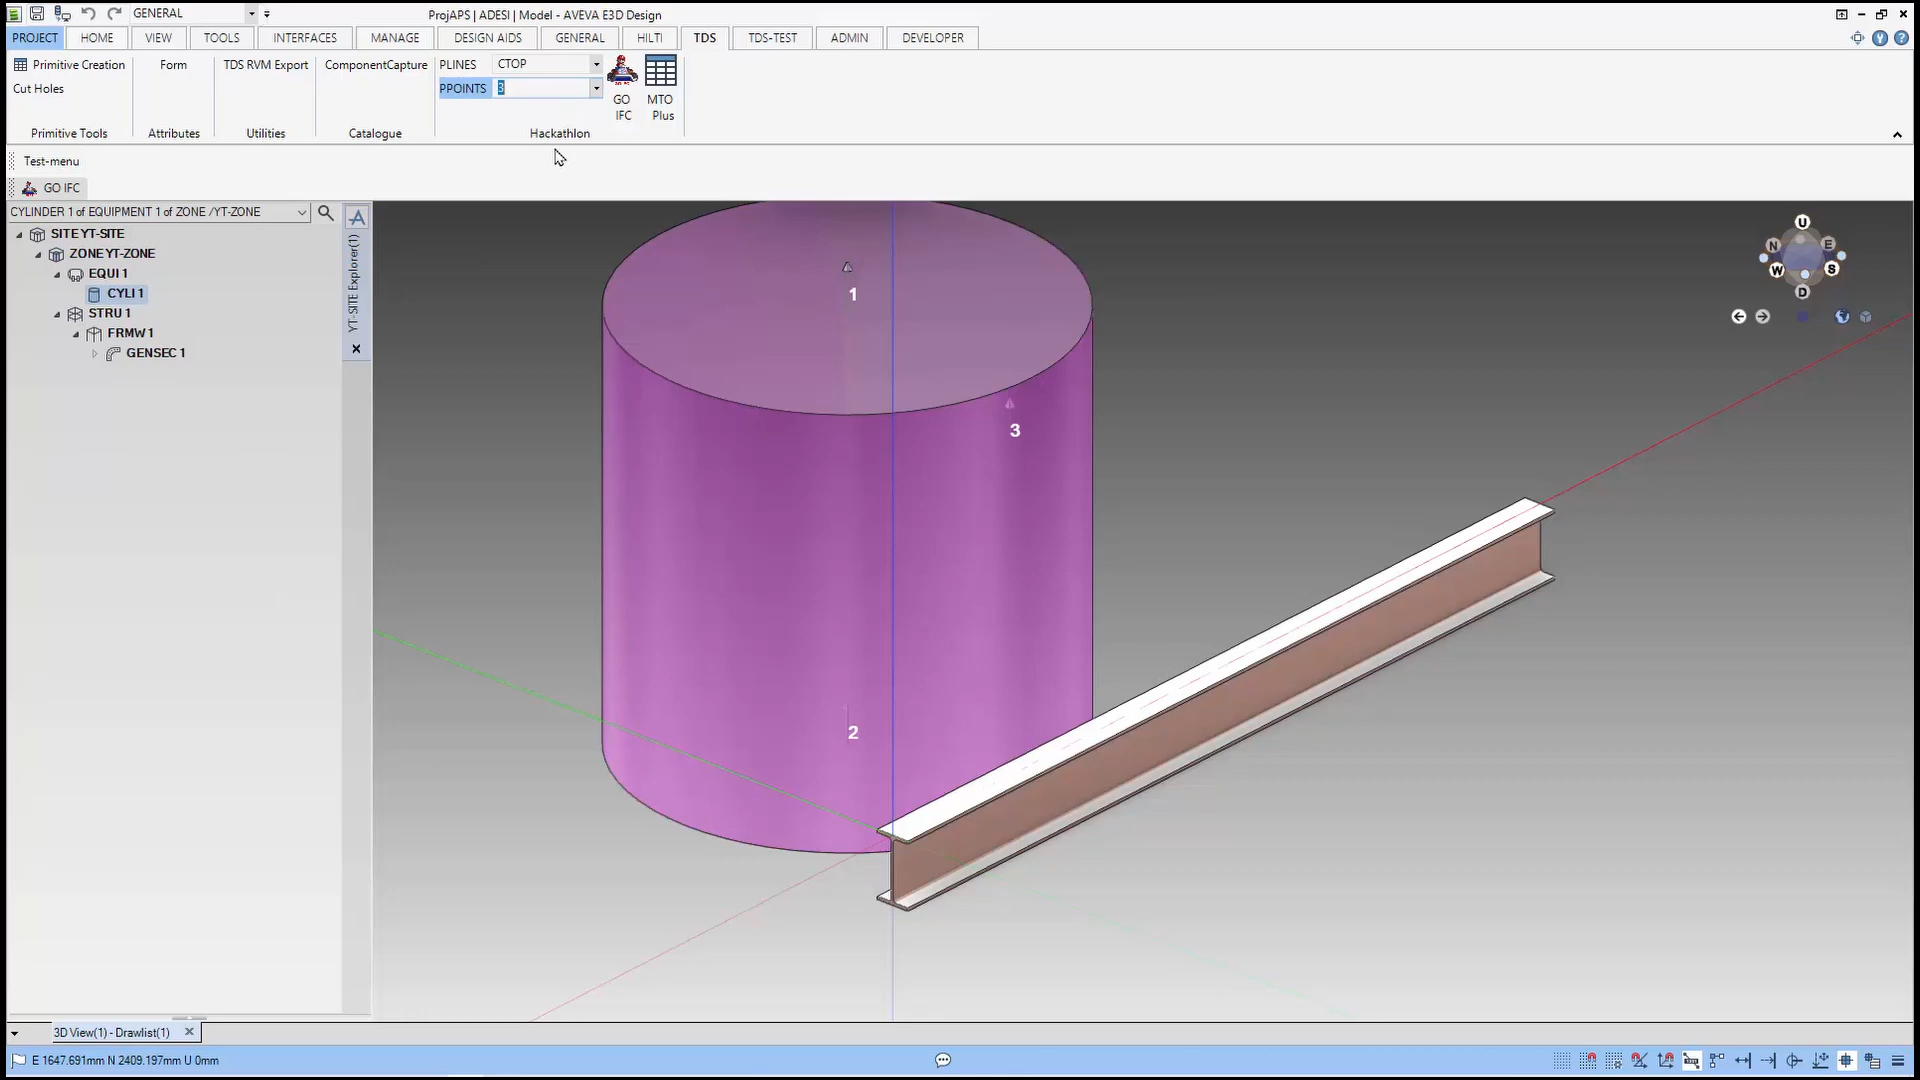 GENERAL
ProjAPS | ADESI | Model - AVEVA E3D Design
PROJECT HOME VIEW TOOLS INTERFACES MANAGE DESIGN AIDS GENERAL HILTI TDS TDS-TEST ADMIN DEVELOPER
Primitive Creation
Cut Holes
Primitive Tools
Form
Attributes
TDS RVM Export
Utilities
ComponentCapture
Catalogue
PLINES CTOP
PPOINTS 3
GO
IFC
MTO
Plus
Hackathlon
Test-menu
GO IFC
CYLINDER 1 of EQUIPMENT 1 of ZONE /YT-ZONE
SITE YT-SITE
ZONE YT-ZONE
EQUI 1
CYLI 1
STRU 1
FRMW 1
GENSEC 1
YT-SITE Explorer(1)
1
3
2
U
N
E
W
S
D
3D View(1) - Drawlist(1)
E 1647.691mm N 2409.197mm U 0mm